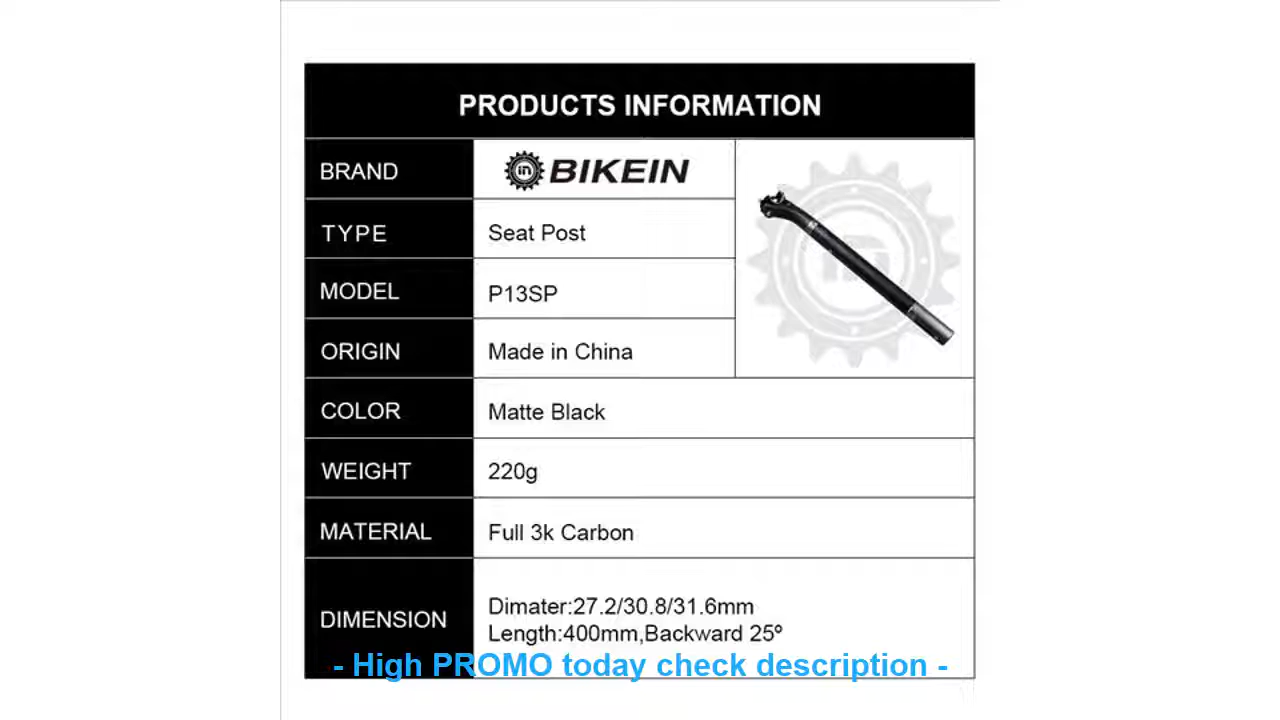 PRODUCTS INFORMATION
BRAND
in BIKEIN
TYPE
Seat Post
MODEL
P13SP
ORIGIN
Made in China
COLOR
Matte Black
WEIGHT
220g
MATERIAL
Full 3k Carbon
DIMENSION
Dimater:27.2/30.8/31.6mm
Length:400mm,Backward 25º
- High PROMO today check description -
in